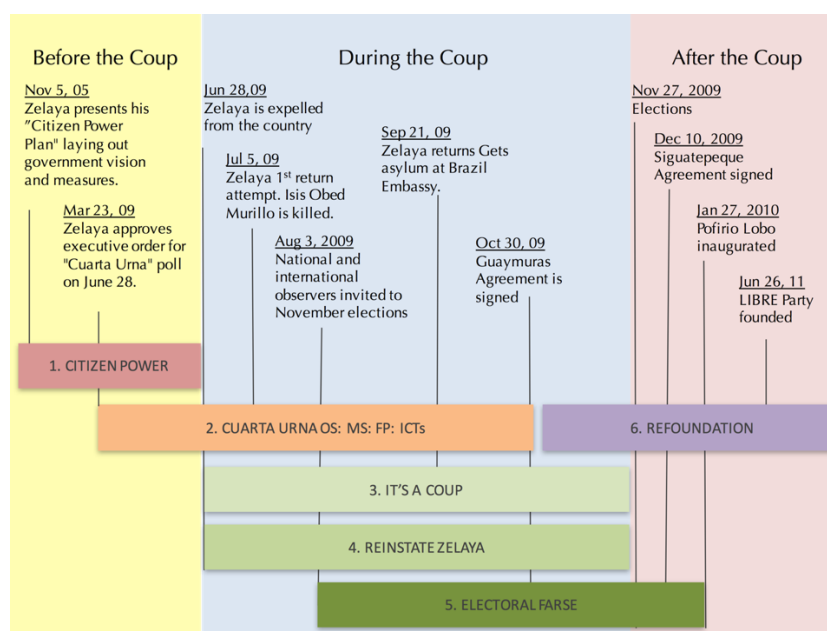 Before the Coup
During the Coup
After the Coup
Nov 5, 05
Zelaya presents his
"Citizen Power
Plan" laying out
government vision
and measures.
Mar 23, 09
Zelaya approves
executive order for
"Cuarta Urna" poll
on June 28.
Jun 28,09
Zelaya is expelled
from the country
Jul 5, 09
Zelaya 1st return
attempt. Isis Obed
Murillo is killed.
Aug 3, 2009
National and
international
observers invited to
November elections
Sep 21, 09
Zelaya returns Gets
asylum at Brazil
Embassy.
Oct 30, 09
Guaymuras
Agreement is
signed
Nov 27, 2009
Elections
Dec 10, 2009
Siguatepeque
Agreement signed
Jan 27, 2010
Pofirio Lobo
inaugurated
Jun 26, 11
LIBRE Party
founded
1. CITIZEN POWER
2. CUARTA URNA OS: MS: FP: ICTs
6. REFOUNDATION
3. IT'S A COUP
4. REINSTATE ZELAYA
5. ELECTORAL FARSE